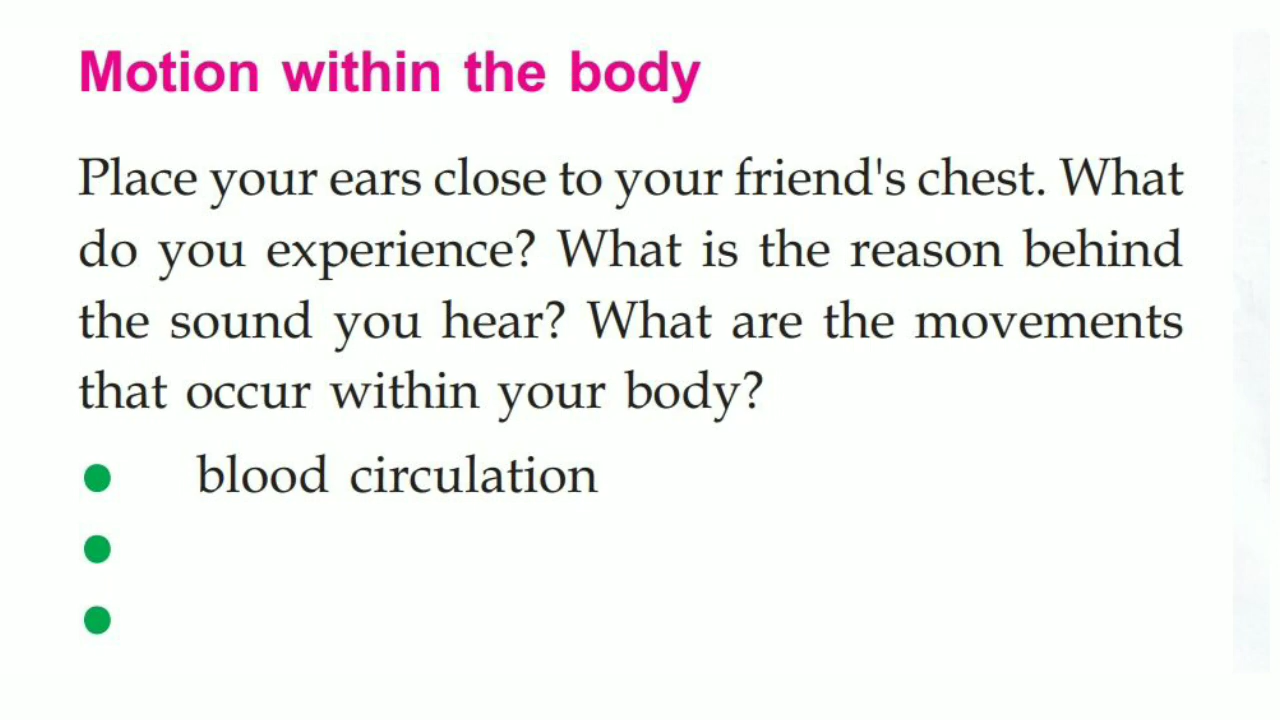 Motion within the body
Place your ears close to your friend's chest. What
do you experience? What is the reason behind
the sound you hear? What are the movements
that occur within your body?
● blood circulation
●
●